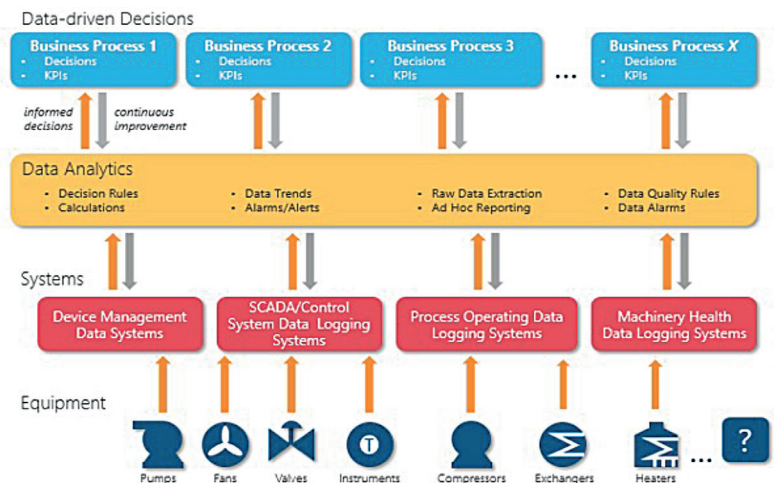 Data-driven Decisions
Business Process 1
• Decisions
• KPIs
Business Process 2
• Decisions
• KPIs
Business Process 3
• Decisions
• KPIs
...
Business Process X
• Decisions
• KPIs
informed
decisions
continuous
improvement
Data Analytics
• Decision Rules
• Calculations
• Data Trends
• Alarms/Alerts
• Raw Data Extraction
• Ad Hoc Reporting
• Data Quality Rules
• Data Alarms
Systems
Device Management
Data Systems
SCADA/Control
System Data Logging
Systems
Process Operating Data
Logging Systems
Machinery Health
Data Logging Systems
Equipment
Pumps
Fans
Valves
T
Instruments
Compressors
Exchangers
Heaters
...
?